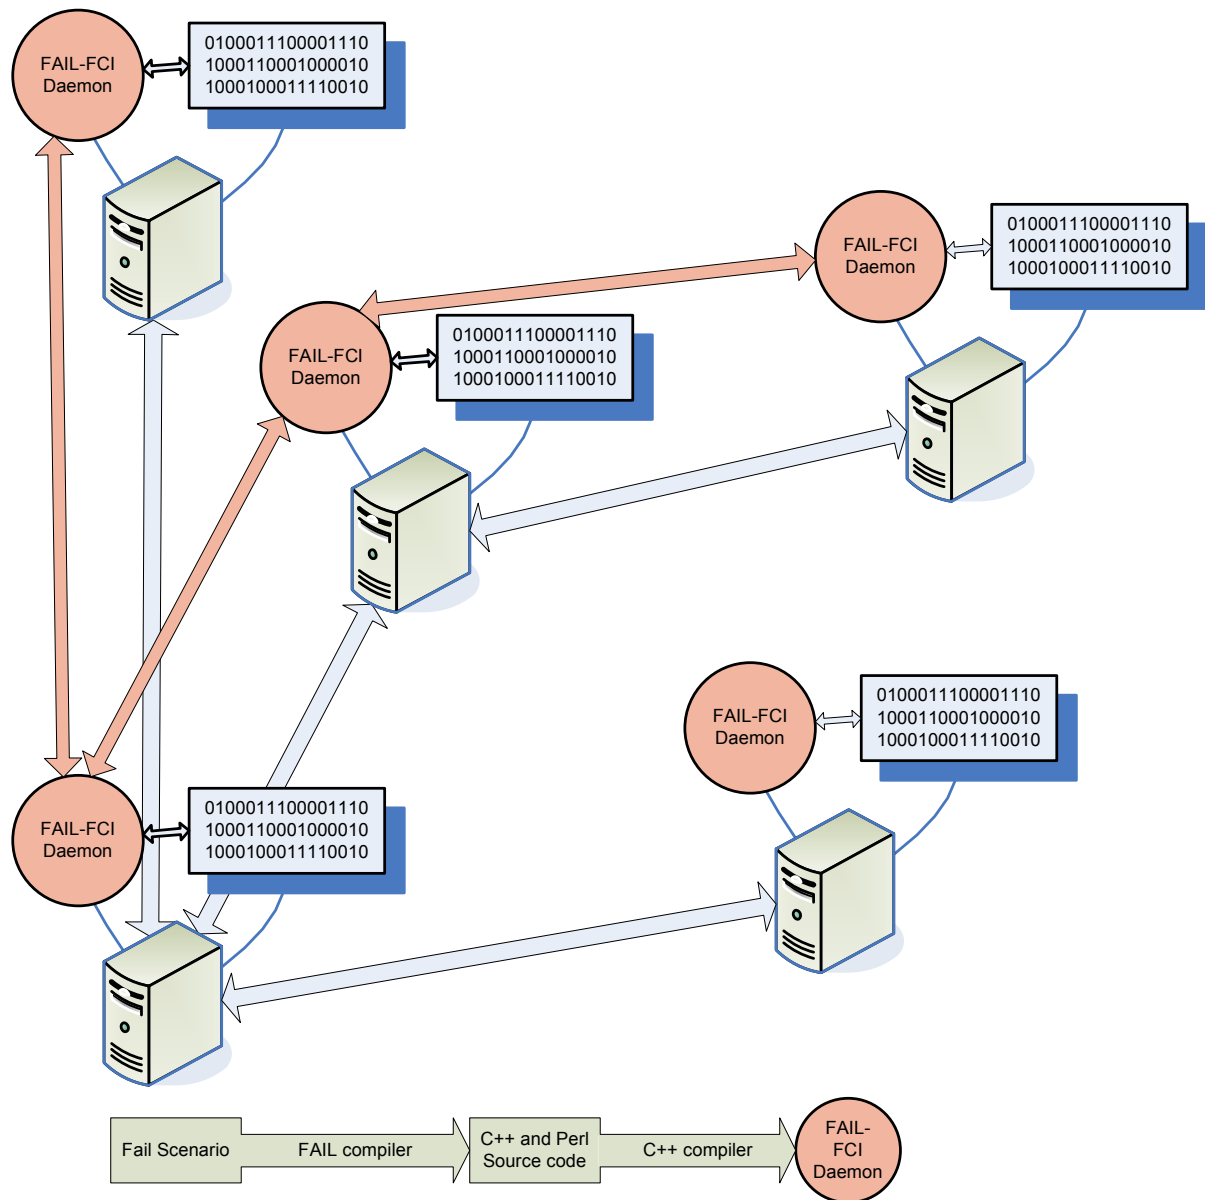 FAIL-FCI
Daemon
0100011100001110
1000110001000010
1000100011110010
FAIL-FCI
Daemon
0100011100001110
1000110001000010
1000100011110010
FAIL-FCI
Daemon
0100011100001110
1000110001000010
1000100011110010
FAIL-FCI
Daemon
0100011100001110
1000110001000010
1000100011110010
FAIL-FCI
Daemon
0100011100001110
1000110001000010
1000100011110010
Fail Scenario
FAIL compiler
C++ and Perl
Source code
C++ compiler
FAIL-
FCI
Daemon